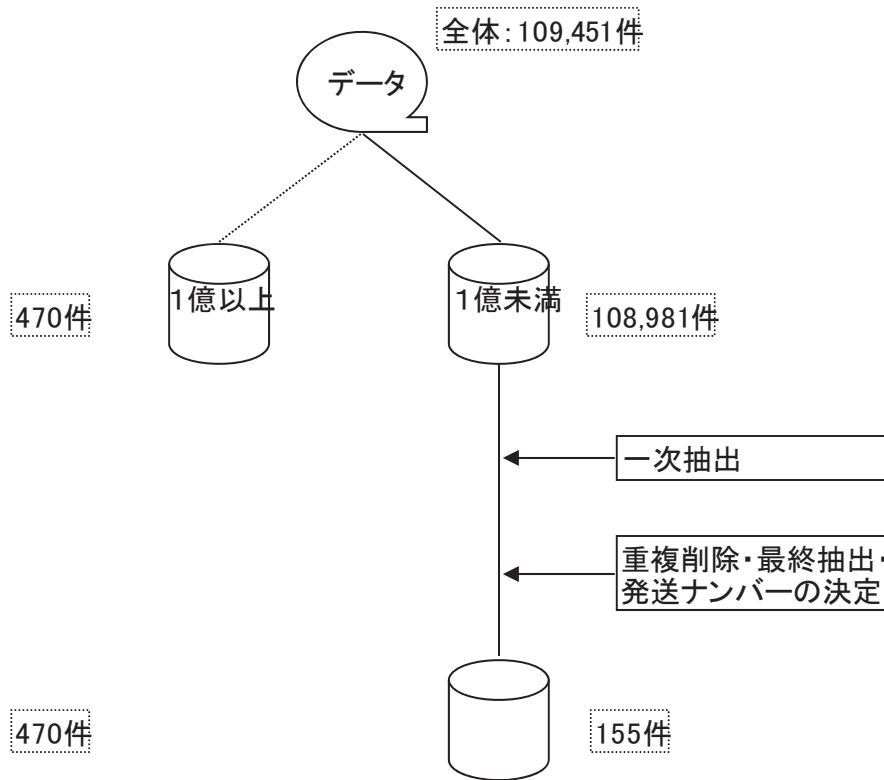 全体：109,451件
データ
1億以上
1億未満
470件
108,981件
一次抽出
重複削除・最終抽出・
発送ナンバーの決定
470件
155件